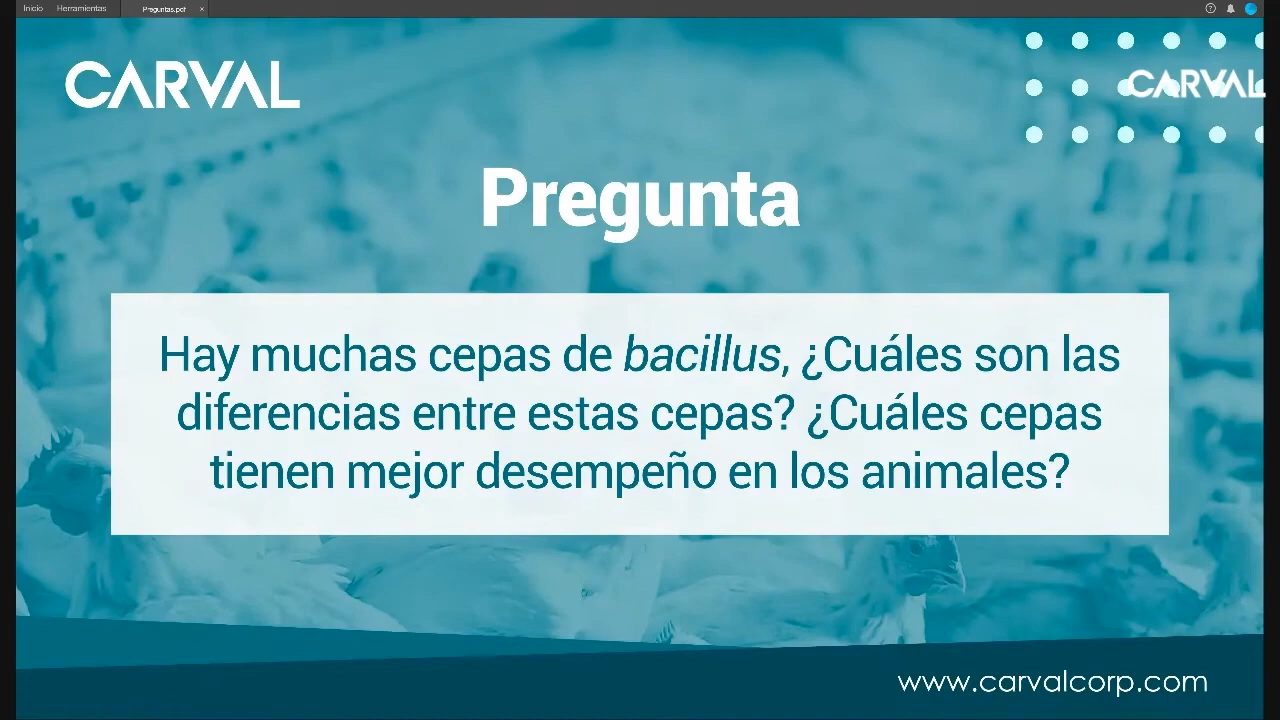 Inicio Herramientas Preguntas.pdf ×
CARVAL
CARVAL
Pregunta
Hay muchas cepas de bacillus, ¿Cuáles son las
diferencias entre estas cepas? ¿Cuáles cepas
tienen mejor desempeño en los animales?
www.carvalcorp.com